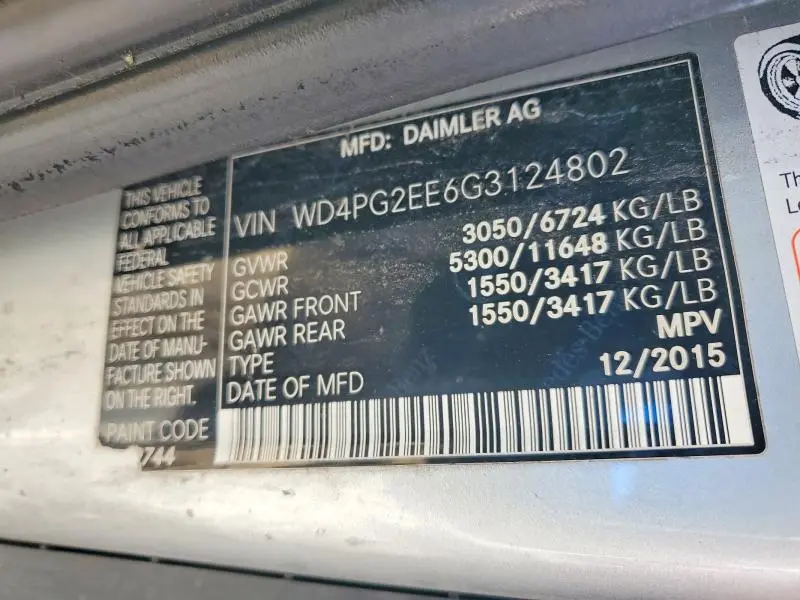 MFD: DAIMLER AG
VIN WD4PG2EE6G3124802
GVWR 3050/6724 KG/LB
GCWR 5300/11648 KG/LB
GAWR FRONT 1550/3417 KG/LB
GAWR REAR 1550/3417 KG/LB
TYPE MPV
DATE OF MFD 12/2015
THIS VEHICLE
CONFORMS TO
ALL APPLICABLE
FEDERAL
VEHICLE SAFETY
STANDARDS IN
EFFECT ON THE
DATE OF MANU-
FACTURE SHOWN
ON THE RIGHT.
PAINT CODE
744